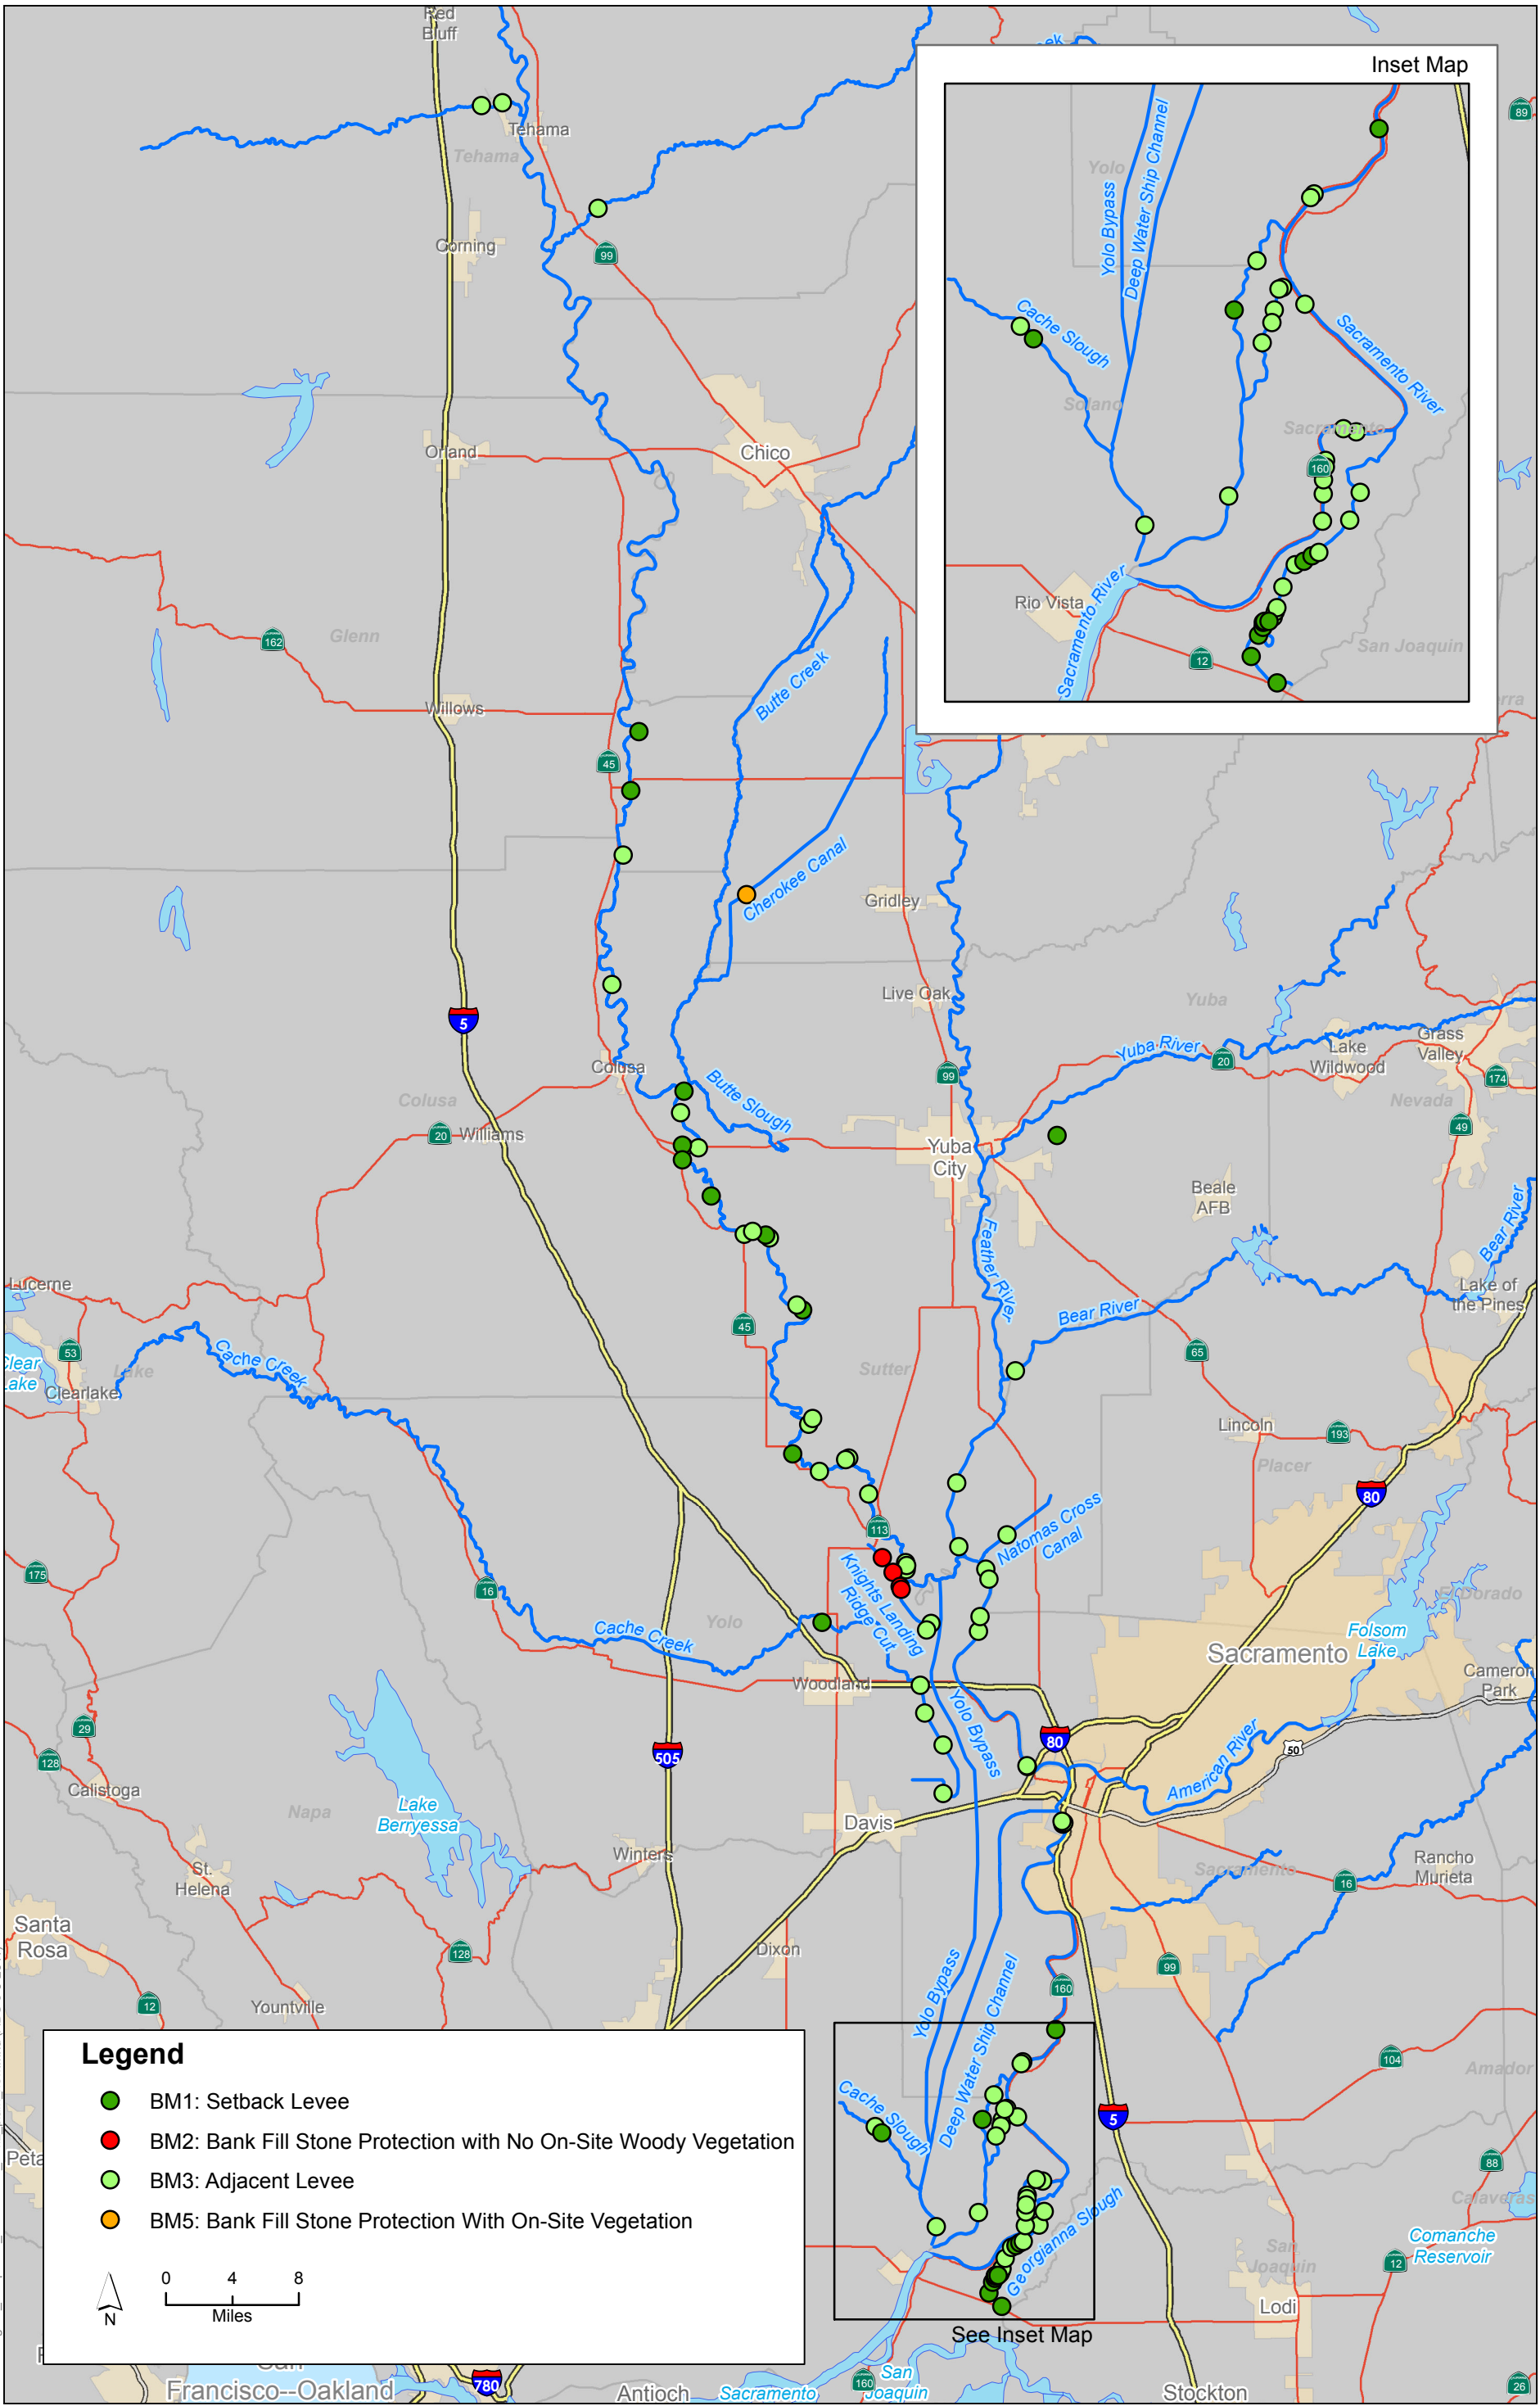 Red
Bluff
Tehama
Tehama
Corning
99
Orland
Chico
162
Glenn
Willows
Butte Creek
45
Cherokee Canal
Gridley
Live Oak
5
Colusa
Butte Slough
Colusa
20
Williams
99
Yuba
City
Yuba
Yuba River
20
Lake
Wildwood
Grass
Valley
174
Nevada
49
Beale
AFB
Feather River
Bear River
Bear River
Lake of
the Pines
Lucerne
53
Clear
Lake
Clearlake
Lake
Cache Creek
45
Sutter
65
Lincoln
193
Placer
80
113
Natomas Cross
Canal
Knights Landing
Ridge Cut
175
16
Cache Creek
Yolo
Woodland
Yolo Bypass
Sacramento
El Dorado
Folsom
Lake
Cameron
Park
29
128
Calistoga
505
80
50
American River
Napa
Lake
Berryessa
Davis
Winters
St.
Helena
Sacramento
16
Rancho
Murieta
Santa
Rosa
128
Dixon
99
12
Yountville
160
Yolo Bypass
Deep Water Ship Channel
Cache Slough
5
104
Amador
88
Calaveras
Georgianna Slough
Comanche
Reservoir
12
San
Joaquin
Lodi
See Inset Map
Peta
San
Francisco--Oakland
780
Antioch
Sacramento
160
San
Joaquin
Stockton
26
89
Inset Map
Yolo
Yolo Bypass
Deep Water Ship Channel
Cache Slough
Solano
Sacramento River
Sacramento
160
Rio Vista
Sacramento River
12
San Joaquin
Legend
BM1: Setback Levee
BM2: Bank Fill Stone Protection with No On-Site Woody Vegetation
BM3: Adjacent Levee
BM5: Bank Fill Stone Protection With On-Site Vegetation
N
0 4 8
Miles